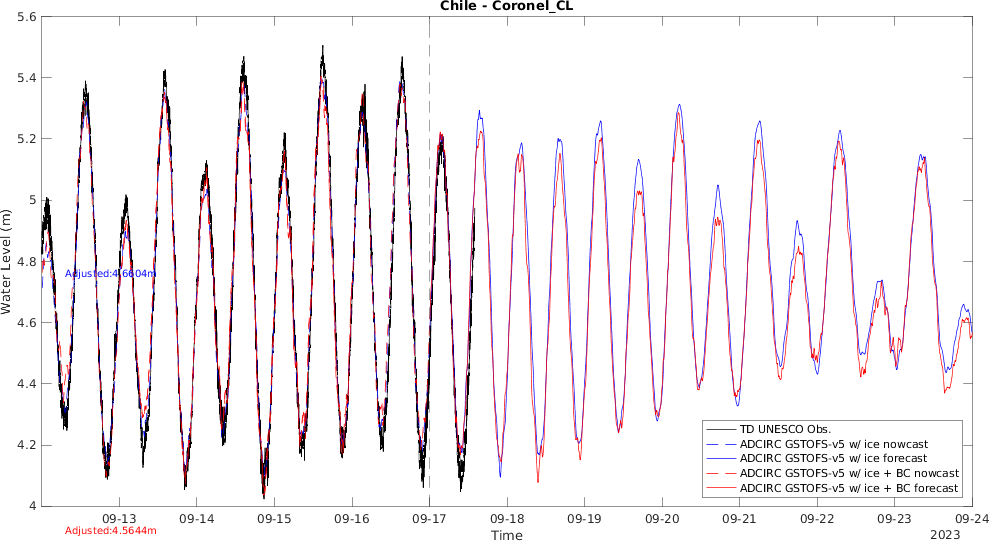 Chile - Coronel_CL
5.6
5.4
5.2
5
4.8
4.6
4.4
4.2
4
Water Level (m)
Adjusted:4.6604m
Adjusted:4.5644m
TD UNESCO Obs.
ADCIRC GSTOFS-v5 w/ ice nowcast
ADCIRC GSTOFS-v5 w/ ice forecast
ADCIRC GSTOFS-v5 w/ ice + BC nowcast
ADCIRC GSTOFS-v5 w/ ice + BC forecast
09-13 09-14 09-15 09-16 09-17 09-18 09-19 09-20 09-21 09-22 09-23 09-24
Time
2023